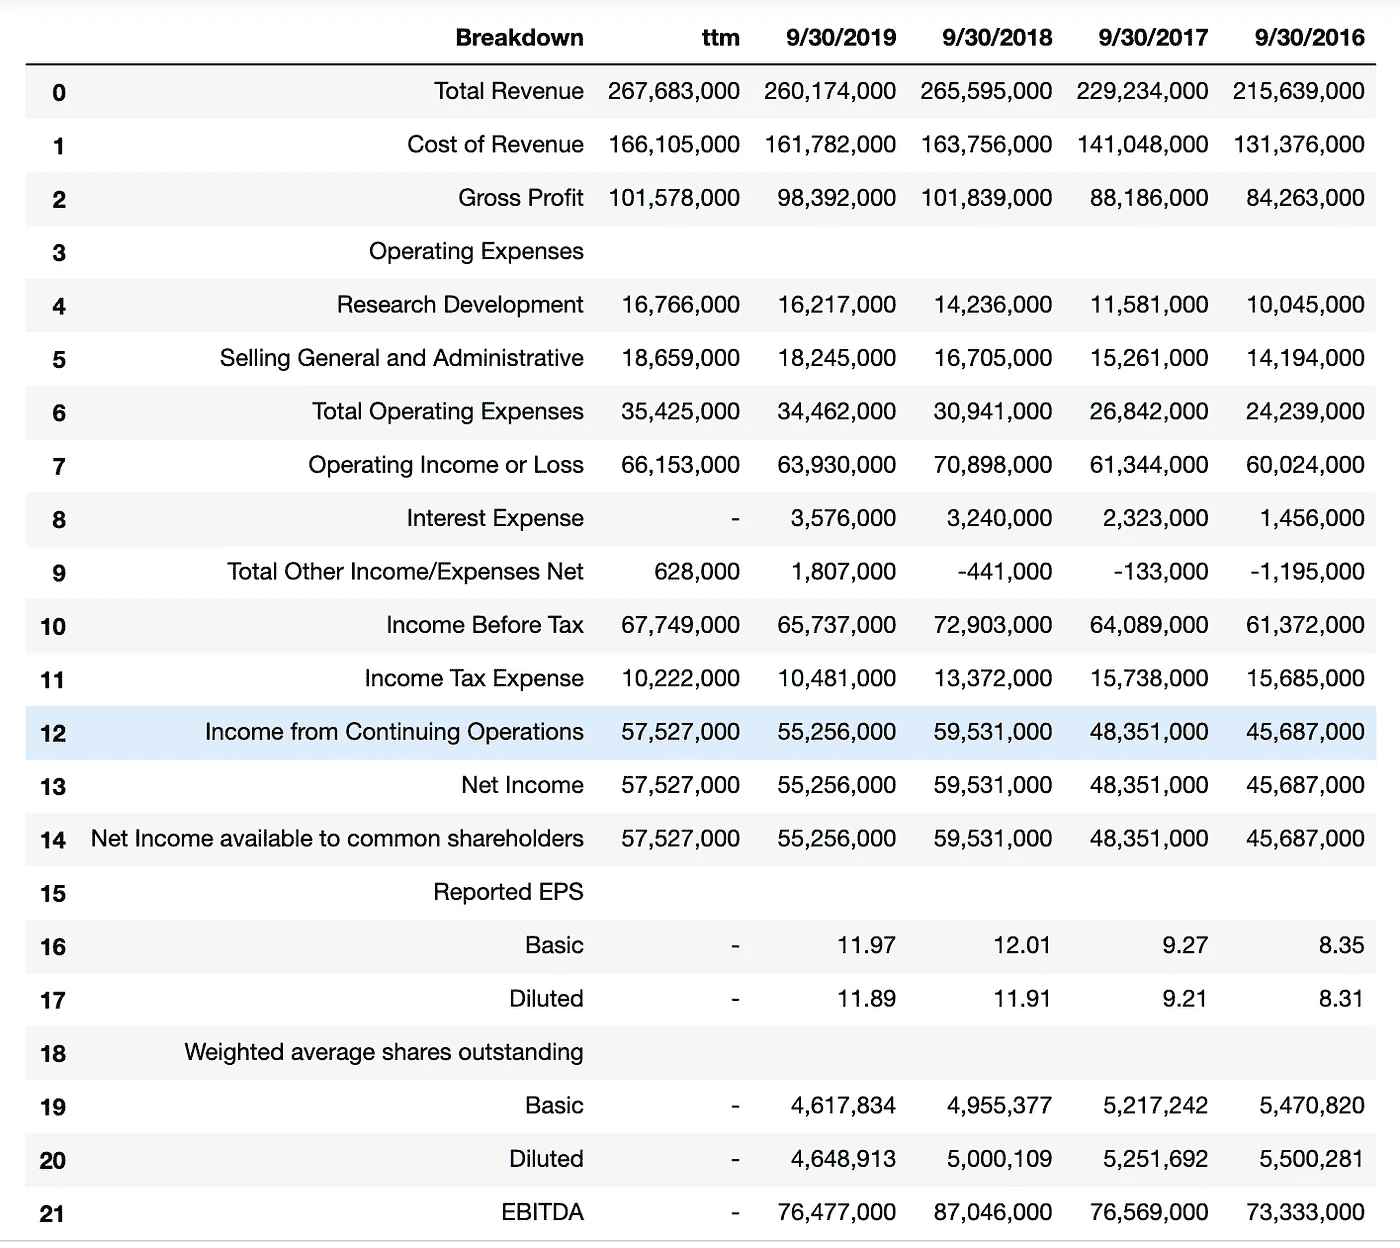 Breakdown ttm 9/30/2019 9/30/2018 9/30/2017 9/30/2016
0 Total Revenue 267,683,000 260,174,000 265,595,000 229,234,000 215,639,000
1 Cost of Revenue 166,105,000 161,782,000 163,756,000 141,048,000 131,376,000
2 Gross Profit 101,578,000 98,392,000 101,839,000 88,186,000 84,263,000
3 Operating Expenses
4 Research Development 16,766,000 16,217,000 14,236,000 11,581,000 10,045,000
5 Selling General and Administrative 18,659,000 18,245,000 16,705,000 15,261,000 14,194,000
6 Total Operating Expenses 35,425,000 34,462,000 30,941,000 26,842,000 24,239,000
7 Operating Income or Loss 66,153,000 63,930,000 70,898,000 61,344,000 60,024,000
8 Interest Expense - 3,576,000 3,240,000 2,323,000 1,456,000
9 Total Other Income/Expenses Net 628,000 1,807,000 -441,000 -133,000 -1,195,000
10 Income Before Tax 67,749,000 65,737,000 72,903,000 64,089,000 61,372,000
11 Income Tax Expense 10,222,000 10,481,000 13,372,000 15,738,000 15,685,000
12 Income from Continuing Operations 57,527,000 55,256,000 59,531,000 48,351,000 45,687,000
13 Net Income 57,527,000 55,256,000 59,531,000 48,351,000 45,687,000
14 Net Income available to common shareholders 57,527,000 55,256,000 59,531,000 48,351,000 45,687,000
15 Reported EPS
16 Basic - 11.97 12.01 9.27 8.35
17 Diluted - 11.89 11.91 9.21 8.31
18 Weighted average shares outstanding
19 Basic - 4,617,834 4,955,377 5,217,242 5,470,820
20 Diluted - 4,648,913 5,000,109 5,251,692 5,500,281
21 EBITDA - 76,477,000 87,046,000 76,569,000 73,333,000